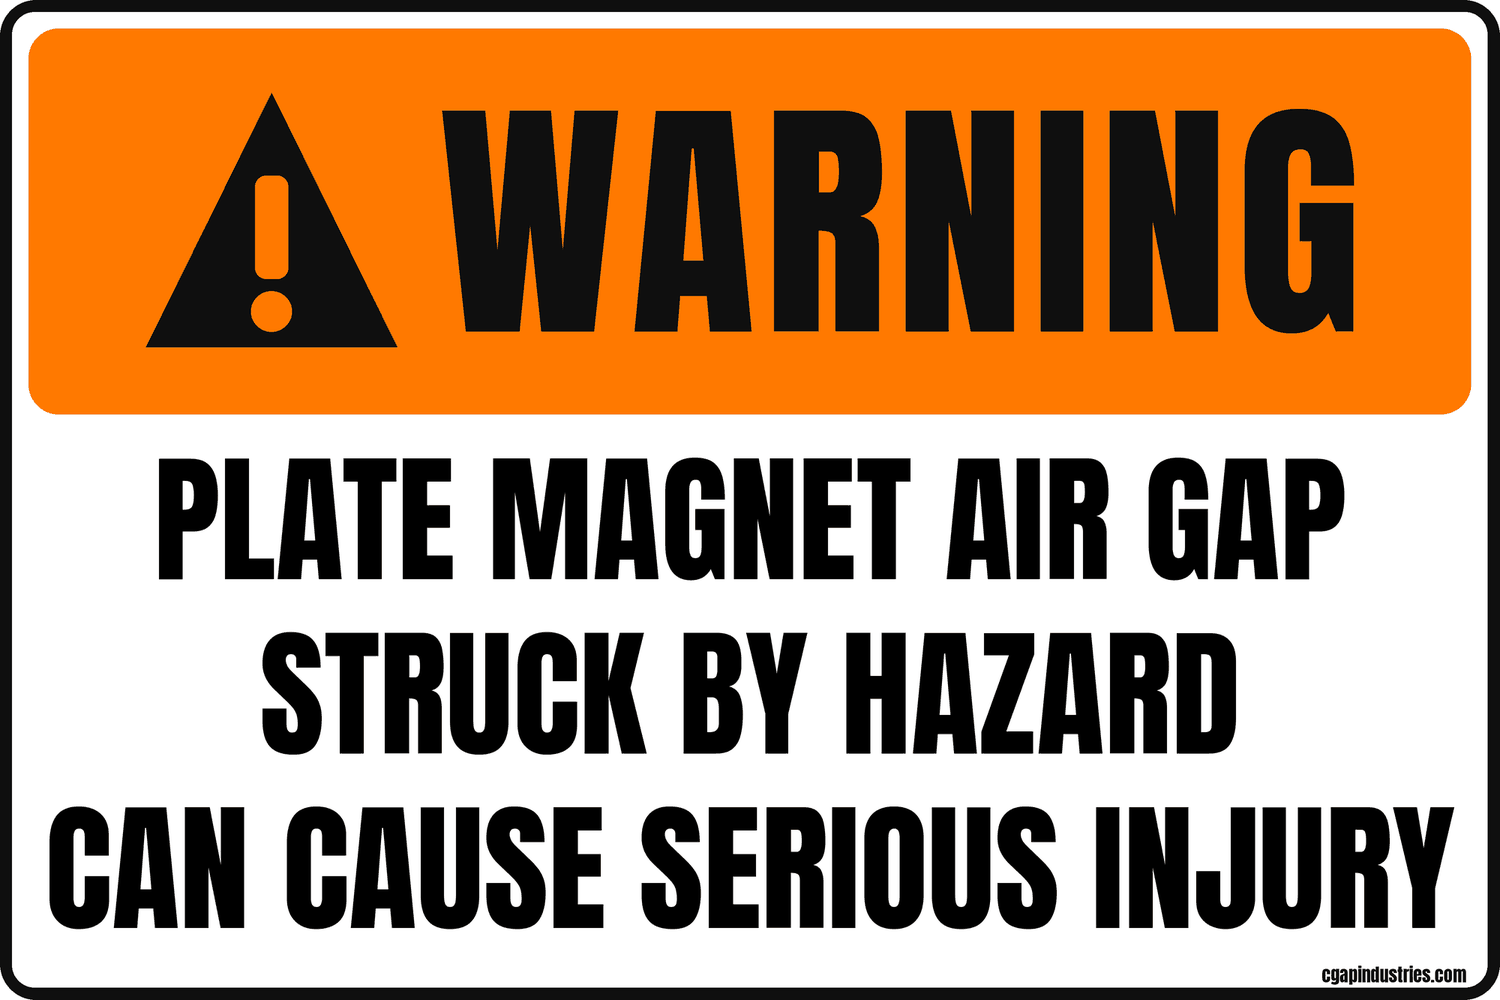 WARNING
PLATE MAGNET AIR GAP
STRUCK BY HAZARD
CAN CAUSE SERIOUS INJURY
cgapindustries.com